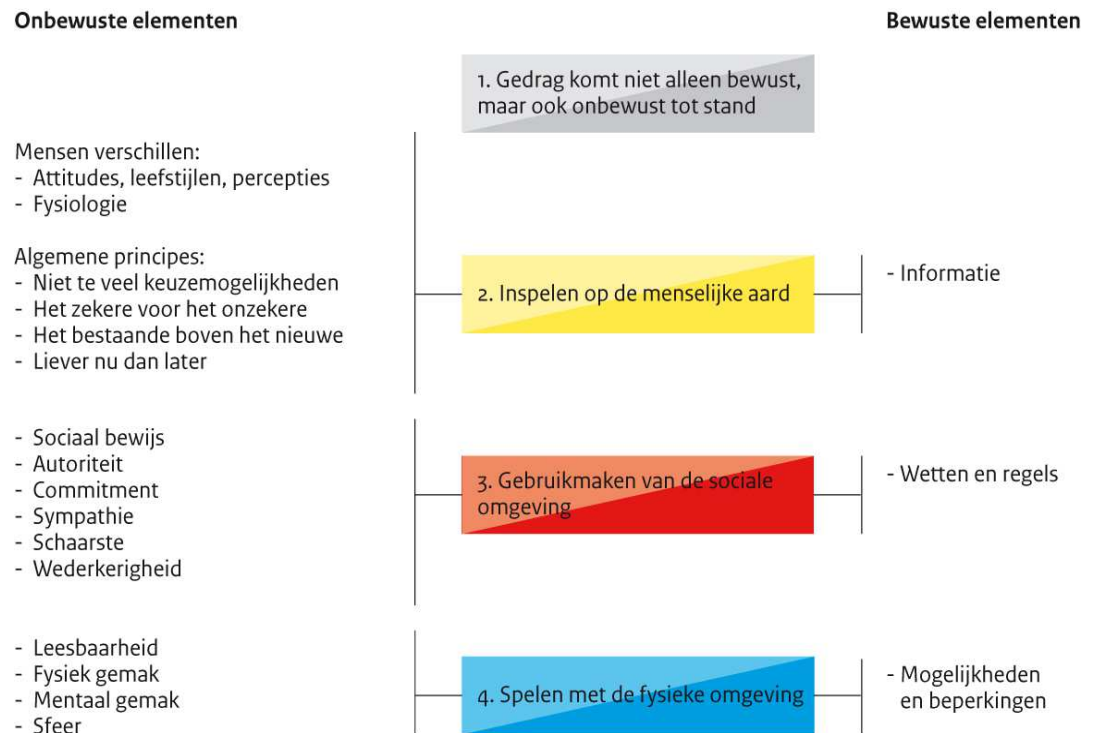 Onbewuste elementen
Bewuste elementen
1. Gedrag komt niet alleen bewust,
maar ook onbewust tot stand
Mensen verschillen:
- Attitudes, leefstijlen, percepties
- Fysiologie
Algemene principes:
- Niet te veel keuzemogelijkheden
- Het zekere voor het onzekere
- Het bestaande boven het nieuwe
- Liever nu dan later
2. Inspelen op de menselijke aard
- Informatie
- Sociaal bewijs
- Autoriteit
- Commitment
- Sympathie
- Schaarste
- Wederkerigheid
3. Gebruikmaken van de sociale
omgeving
- Wetten en regels
- Leesbaarheid
- Fysiek gemak
- Mentaal gemak
- Sfeer
4. Spelen met de fysieke omgeving
- Mogelijkheden
en beperkingen